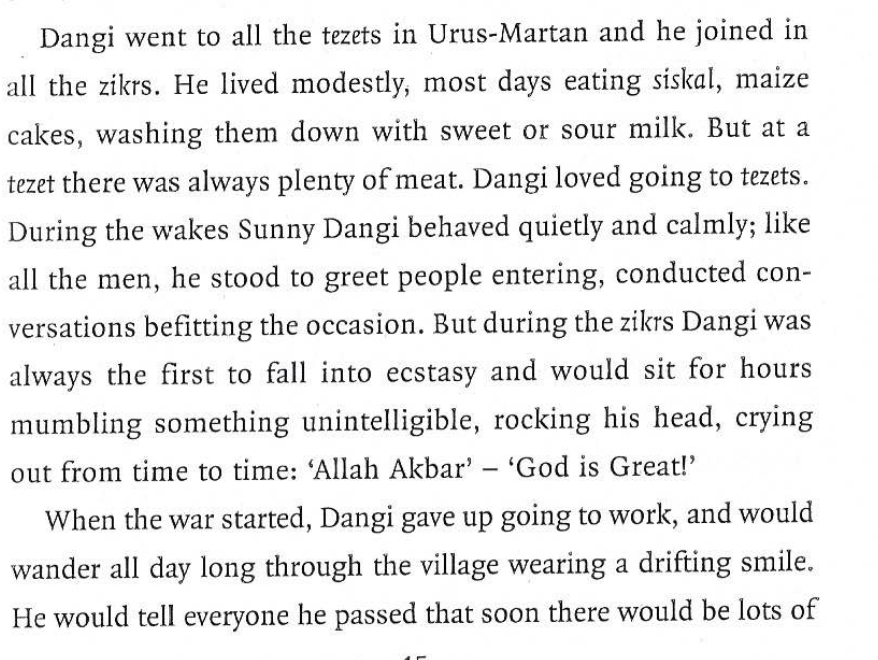 Dangi went to all the tezets in Urus-Martan and he joined in
all the zikrs. He lived modestly, most days eating siskal, maize
cakes, washing them down with sweet or sour milk. But at a
tezet there was always plenty of meat. Dangi loved going to tezets.
During the wakes Sunny Dangi behaved quietly and calmly; like
all the men, he stood to greet people entering, conducted con-
versations befitting the occasion. But during the zikrs Dangi was
always the first to fall into ecstasy and would sit for hours
mumbling something unintelligible, rocking his head, crying
out from time to time: ‘Allah Akbar’ – ‘God is Great!’
When the war started, Dangi gave up going to work, and would
wander all day long through the village wearing a drifting smile.
He would tell everyone he passed that soon there would be lots of